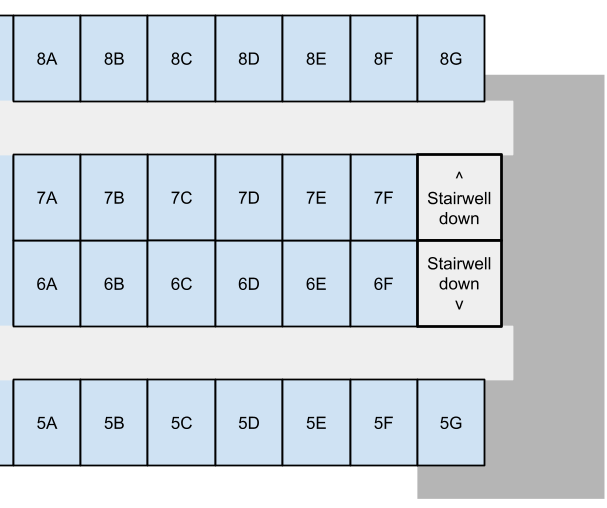 8A 8B 8C 8D 8E 8F 8G
7A 7B 7C 7D 7E 7F
^
Stairwell
down
6A 6B 6C 6D 6E 6F
Stairwell
down
v
5A 5B 5C 5D 5E 5F 5G